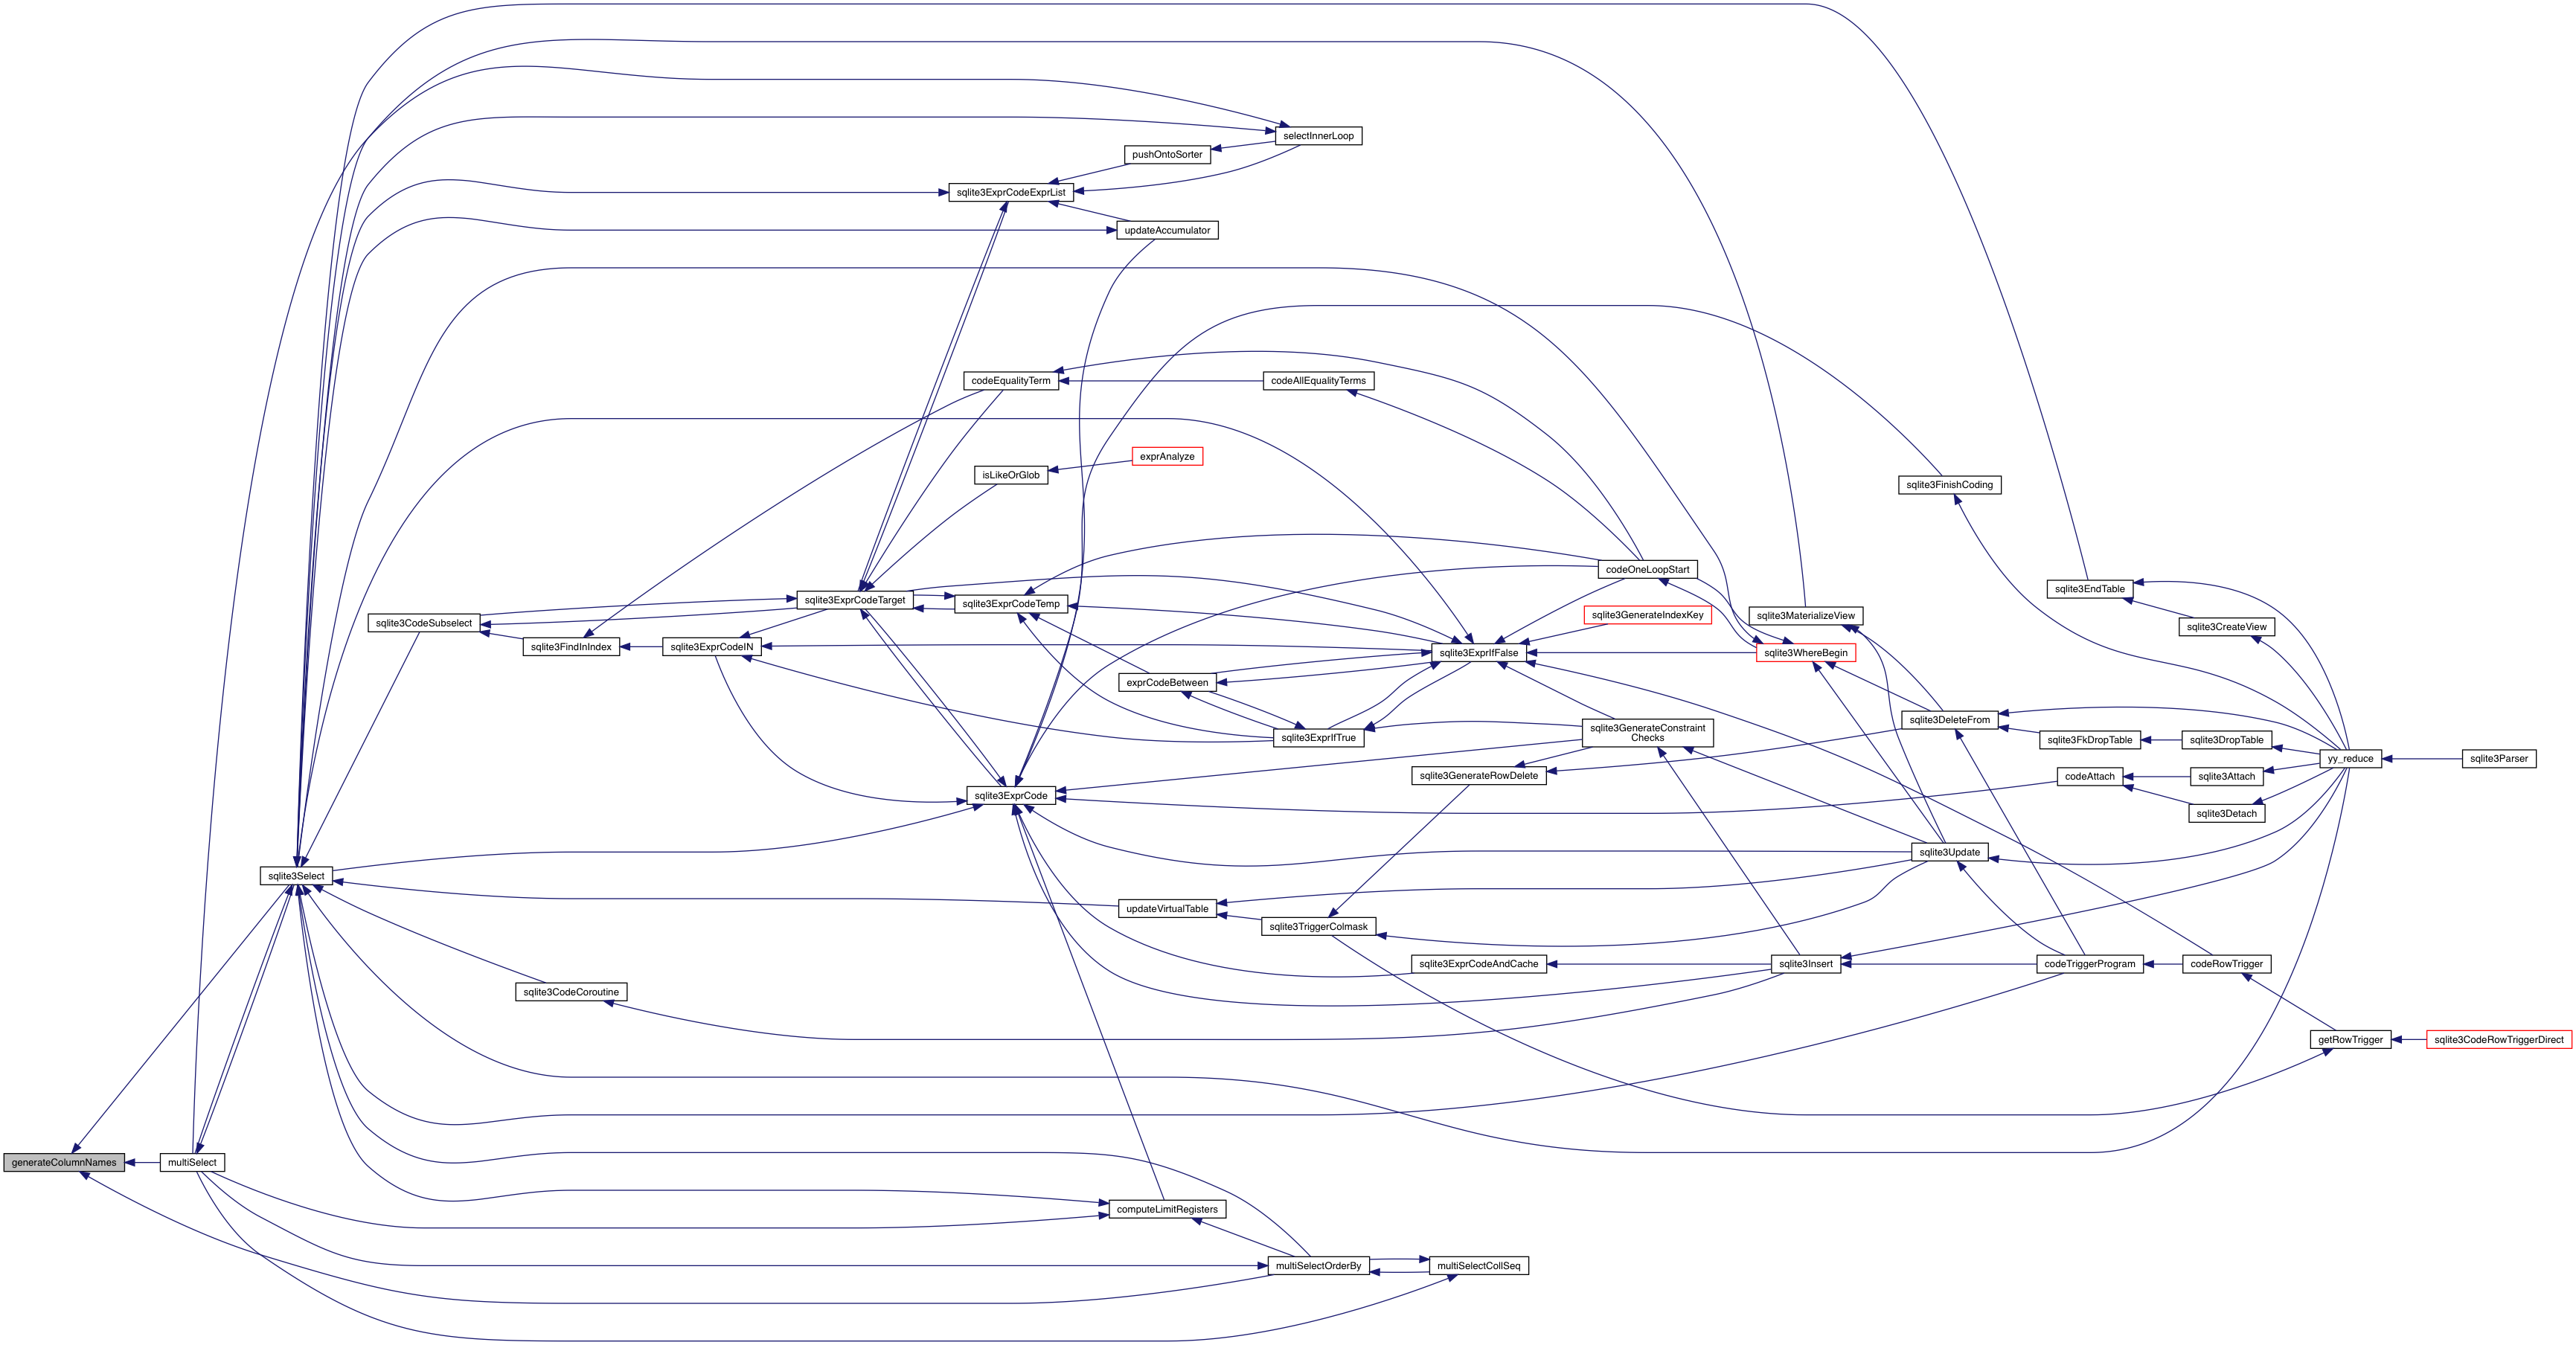 selectInnerLoop
pushOntoSorter
sqlite3ExprCodeExprList
updateAccumulator
codeEqualityTerm
codeAllEqualityTerms
exprAnalyze
isLikeOrGlob
sqlite3FinishCoding
codeOneLoopStart
sqlite3EndTable
sqlite3ExprCodeTarget
sqlite3ExprCodeTemp
sqlite3GenerateIndexKey
sqlite3MaterializeView
sqlite3CodeSubselect
sqlite3CreateView
sqlite3FindInIndex
sqlite3ExprCodeIN
sqlite3ExprIfFalse
sqlite3WhereBegin
exprCodeBetween
sqlite3DeleteFrom
sqlite3GenerateConstraint
Checks
sqlite3ExprIfTrue
sqlite3FkDropTable
sqlite3DropTable
yy_reduce
sqlite3Parser
sqlite3GenerateRowDelete
codeAttach
sqlite3Attach
sqlite3ExprCode
sqlite3Detach
sqlite3Update
sqlite3Select
updateVirtualTable
sqlite3TriggerColmask
sqlite3ExprCodeAndCache
sqlite3Insert
codeTriggerProgram
codeRowTrigger
sqlite3CodeCoroutine
getRowTrigger
sqlite3CodeRowTriggerDirect
generateColumnNames
multiSelect
computeLimitRegisters
multiSelectOrderBy
multiSelectCollSeq